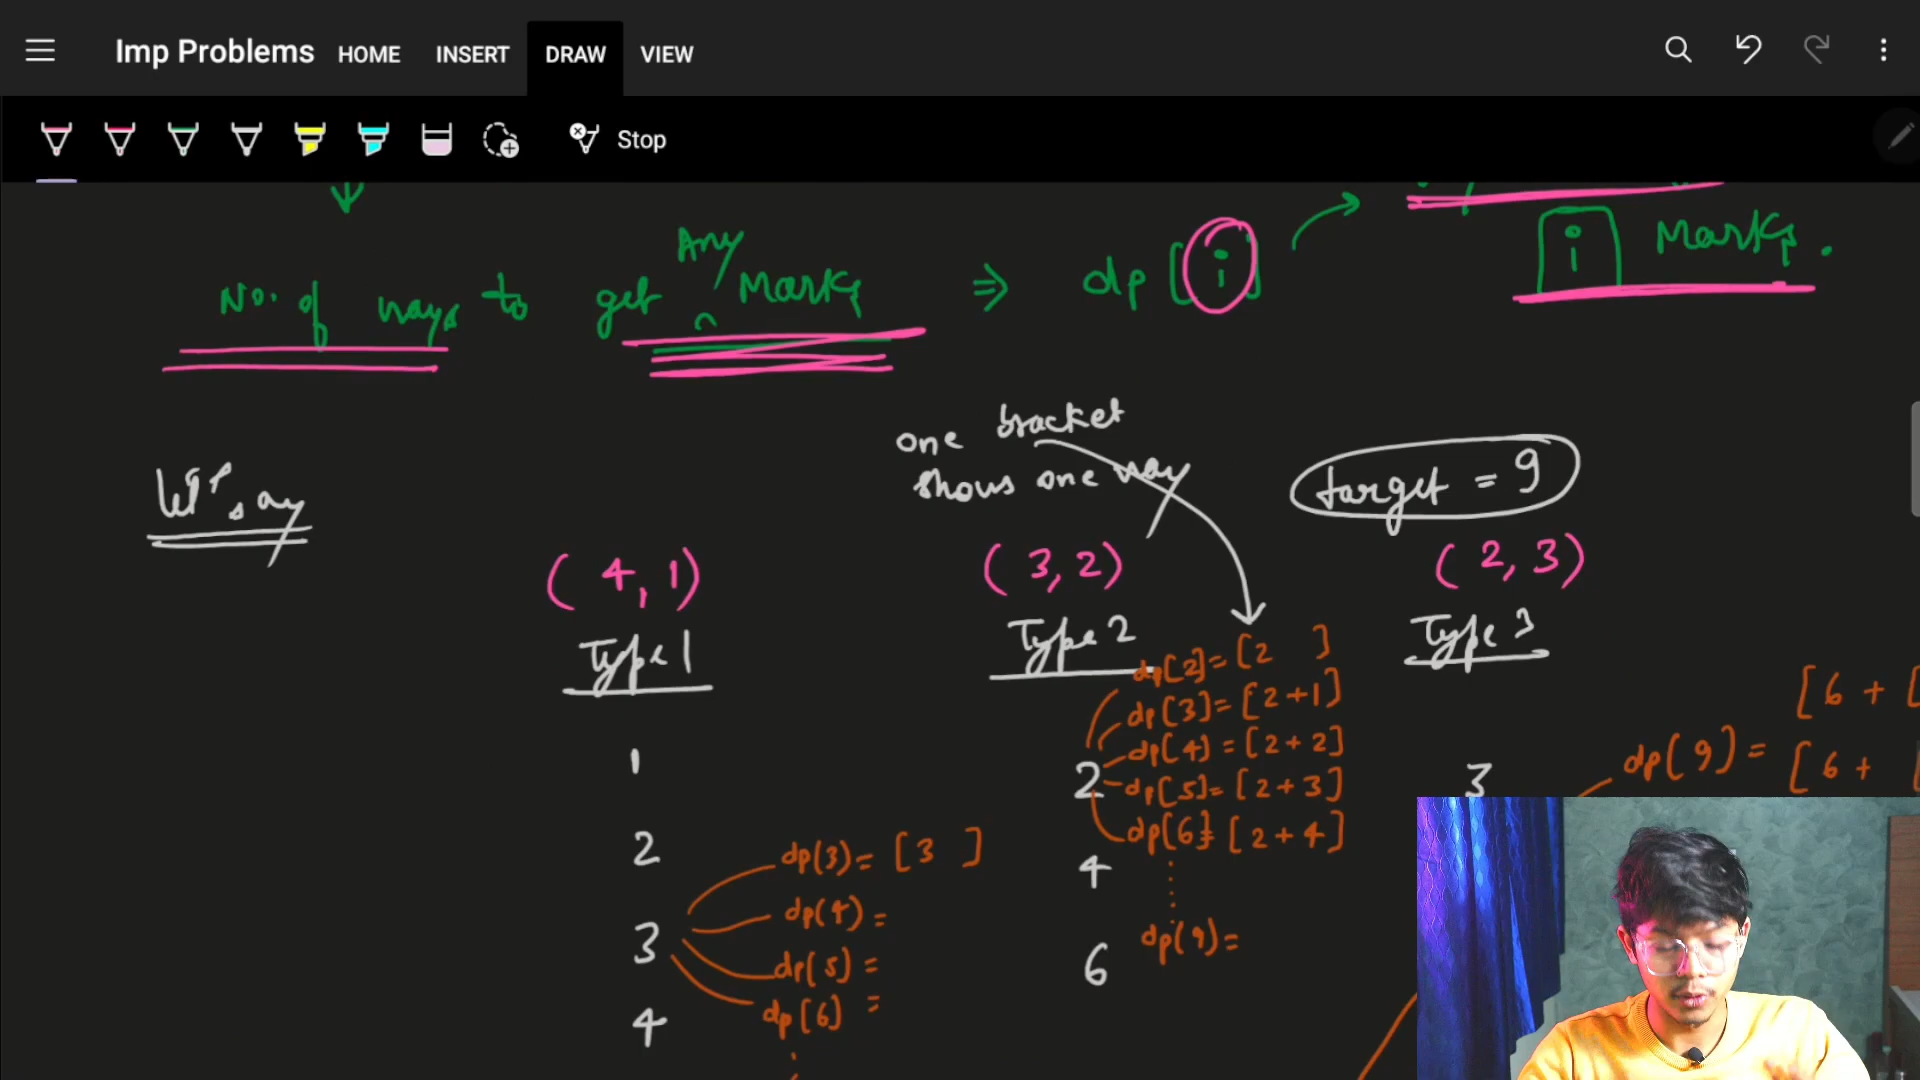 Imp Problems HOME INSERT DRAW VIEW
Stop
No. of ways to get Any Marks ⇒ dp [i]
i Marks.
let's say
one bracket
shows one way
target = 9
(4, 1)
Type 1
(3, 2)
Type 2
(2, 3)
Type 3
1
2
3
4
dp(3) = [3 ]
dp(4) =
dp(5) =
dp[6] =
2
4
6
dp[2] = [2 ]
dp[3] = [2 + 1]
dp(4) = [2 + 2]
dp[5] = [2 + 3]
dp[6] = [2 + 4]
dp(9) =
3
[6 + [
dp(9) = [6 +